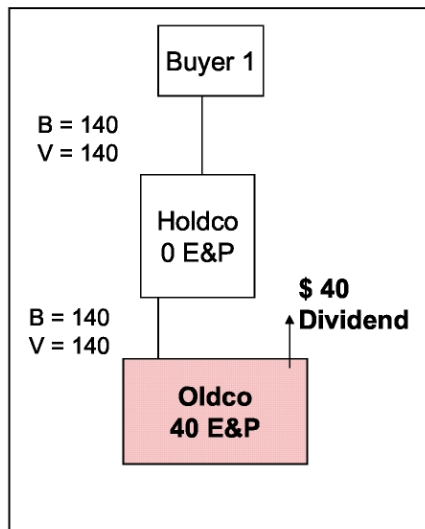 Buyer 1
B = 140
V = 140
Holdco
0 E&P
$ 40
Dividend
B = 140
V = 140
Oldco
40 E&P